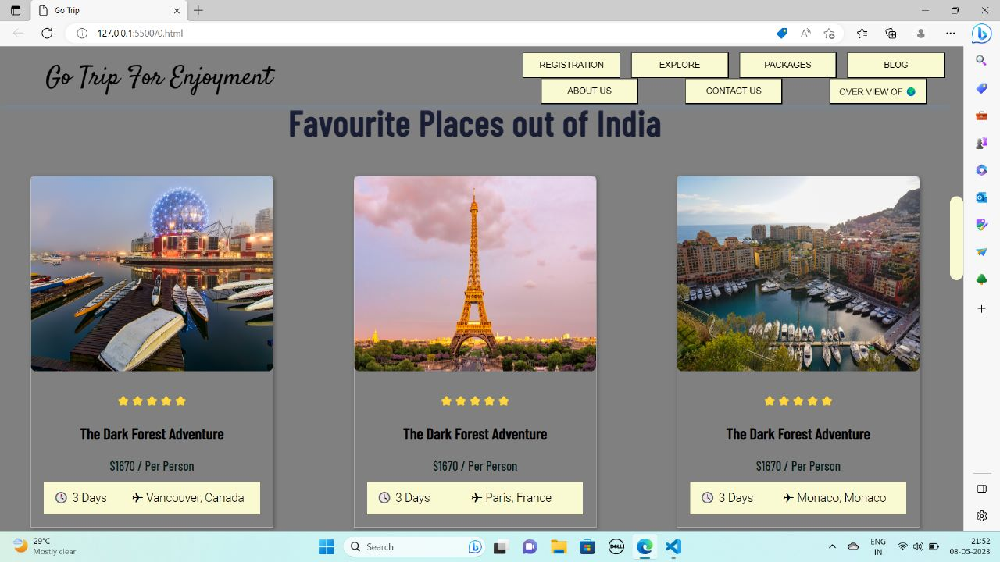 Go Trip
127.0.0.1:5500/0.html
Go Trip For Enjoyment
REGISTRATION EXPLORE PACKAGES BLOG
ABOUT US CONTACT US OVER VIEW OF 🌍
Favourite Places out of India
The Dark Forest Adventure The Dark Forest Adventure The Dark Forest Adventure
$1670 / Per Person $1670 / Per Person $1670 / Per Person
3 Days Vancouver, Canada 3 Days Paris, France 3 Days Monaco, Monaco
29°C
Mostly clear
Search
DELL
ENG
IN
21:52
08-05-2023